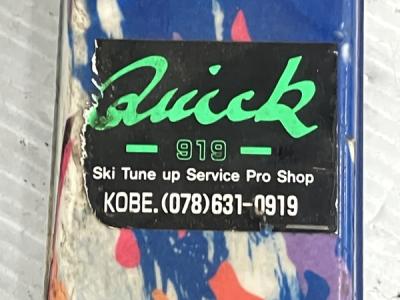 Quick
— 919 —
Ski Tune up Service Pro Shop
KOBE.(078)631-0919